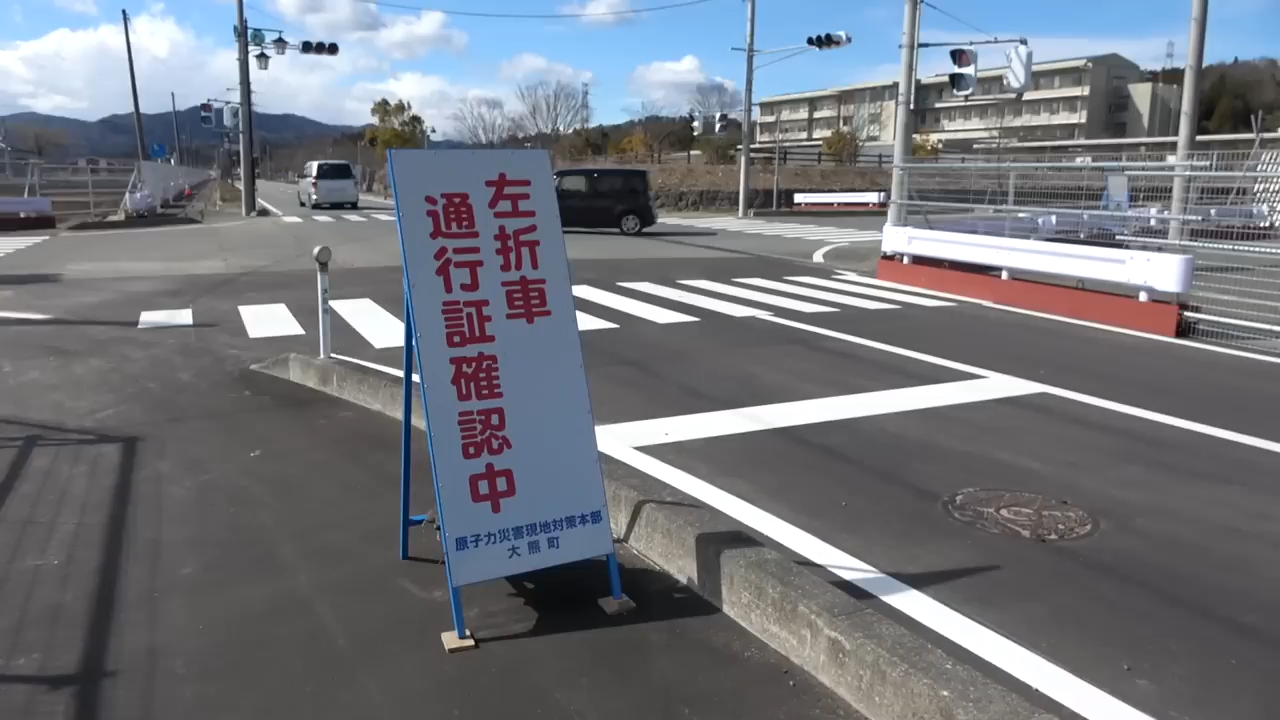 左折車
通行証確認中
原子力災害現地対策本部
大熊町